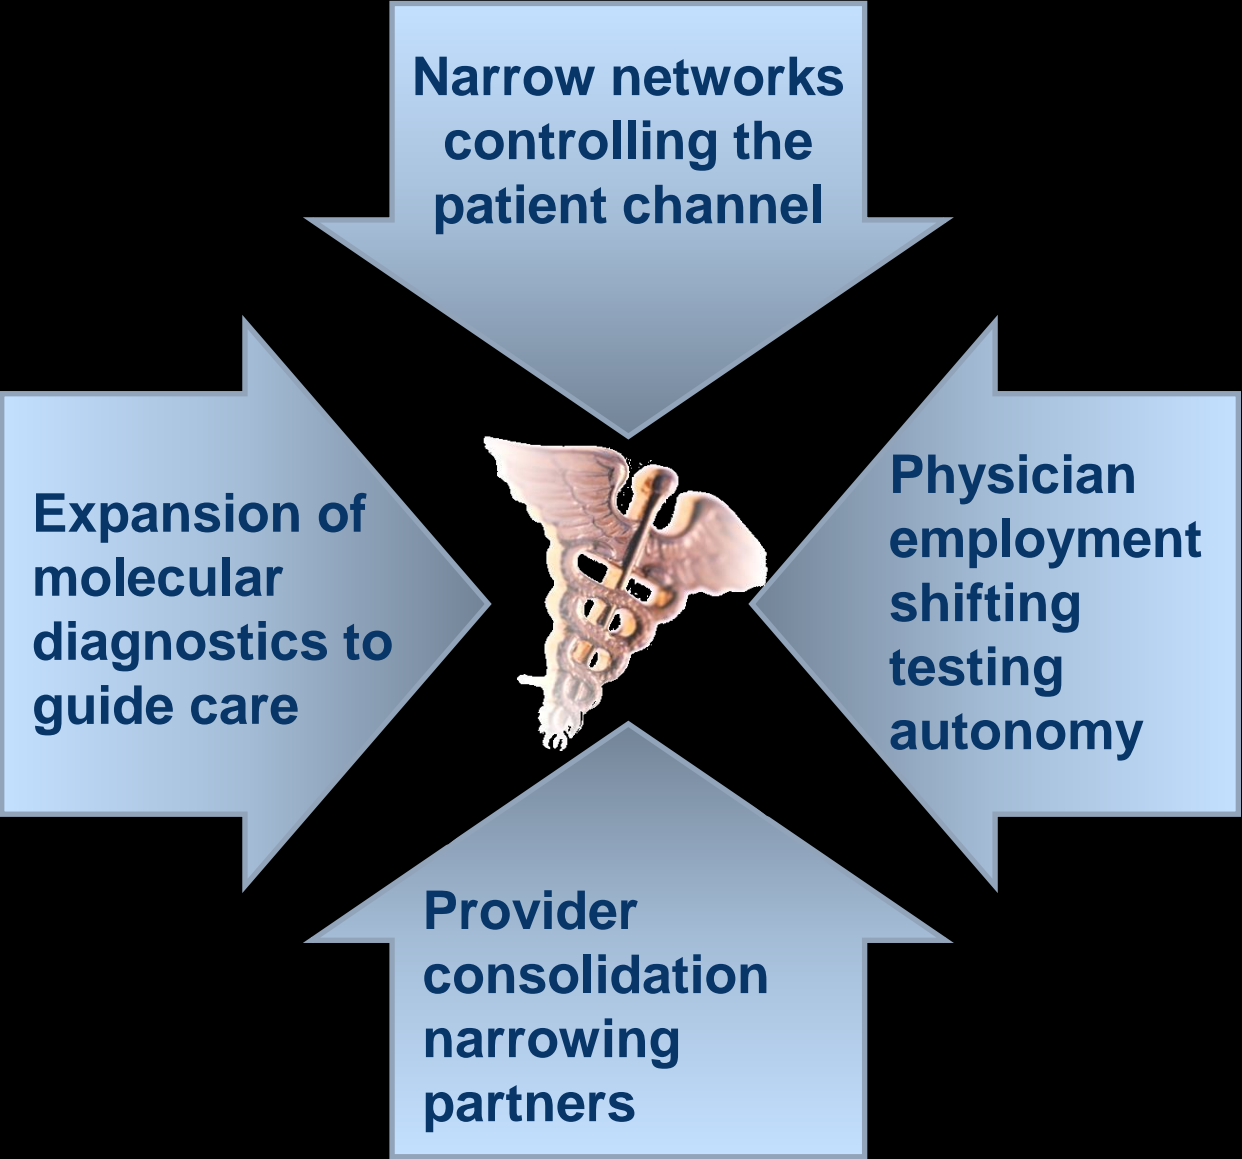 Narrow networks
controlling the
patient channel
Expansion of
molecular
diagnostics to
guide care
Physician
employment
shifting
testing
autonomy
Provider
consolidation
narrowing
partners